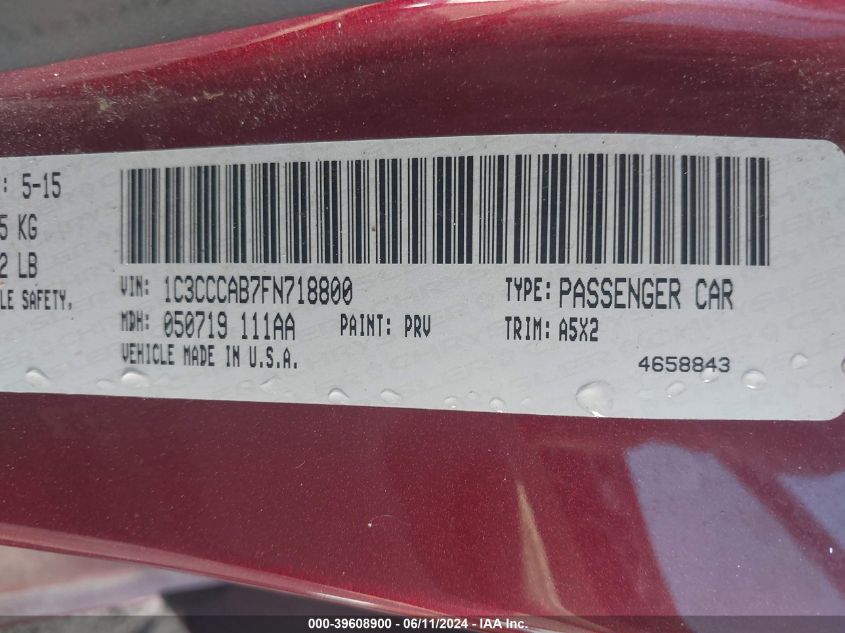 : 5-15
5 KG
2 LB
LE SAFETY.
VIN: 1C3CCCAB7FN718800 TYPE: PASSENGER CAR
MDH: 050719 111AA PAINT: PRV TRIM: A5X2
VEHICLE MADE IN U.S.A. 4658843
000-39608900 - 06/11/2024 - IAA Inc.